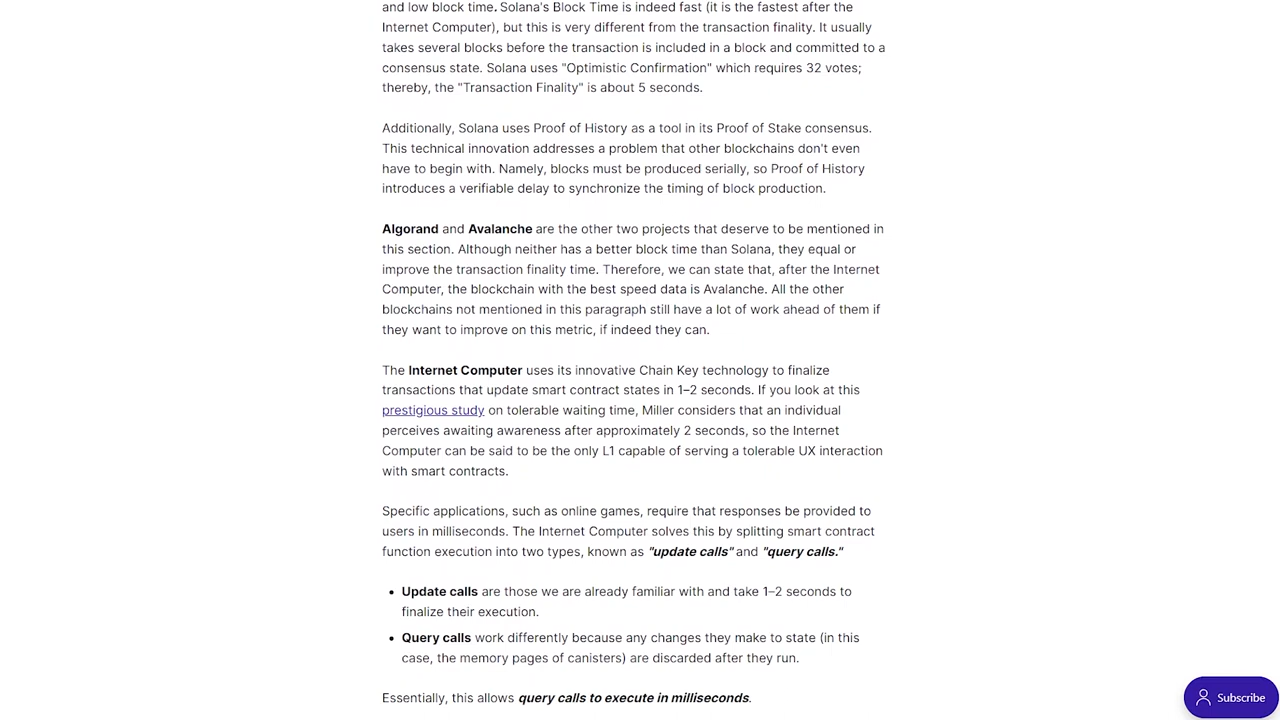 and low block time. Solana's Block Time is indeed fast (it is the fastest after the
Internet Computer), but this is very different from the transaction finality. It usually
takes several blocks before the transaction is included in a block and committed to a
consensus state. Solana uses "Optimistic Confirmation" which requires 32 votes;
thereby, the "Transaction Finality" is about 5 seconds.
Additionally, Solana uses Proof of History as a tool in its Proof of Stake consensus.
This technical innovation addresses a problem that other blockchains don't even
have to begin with. Namely, blocks must be produced serially, so Proof of History
introduces a verifiable delay to synchronize the timing of block production.
Algorand and Avalanche are the other two projects that deserve to be mentioned in
this section. Although neither has a better block time than Solana, they equal or
improve the transaction finality time. Therefore, we can state that, after the Internet
Computer, the blockchain with the best speed data is Avalanche. All the other
blockchains not mentioned in this paragraph still have a lot of work ahead of them if
they want to improve on this metric, if indeed they can.
The Internet Computer uses its innovative Chain Key technology to finalize
transactions that update smart contract states in 1–2 seconds. If you look at this
prestigious study on tolerable waiting time, Miller considers that an individual
perceives awaiting awareness after approximately 2 seconds, so the Internet
Computer can be said to be the only L1 capable of serving a tolerable UX interaction
with smart contracts.
Specific applications, such as online games, require that responses be provided to
users in milliseconds. The Internet Computer solves this by splitting smart contract
function execution into two types, known as "update calls" and "query calls."
• Update calls are those we are already familiar with and take 1–2 seconds to
finalize their execution.
• Query calls work differently because any changes they make to state (in this
case, the memory pages of canisters) are discarded after they run.
Essentially, this allows query calls to execute in milliseconds.
Subscribe